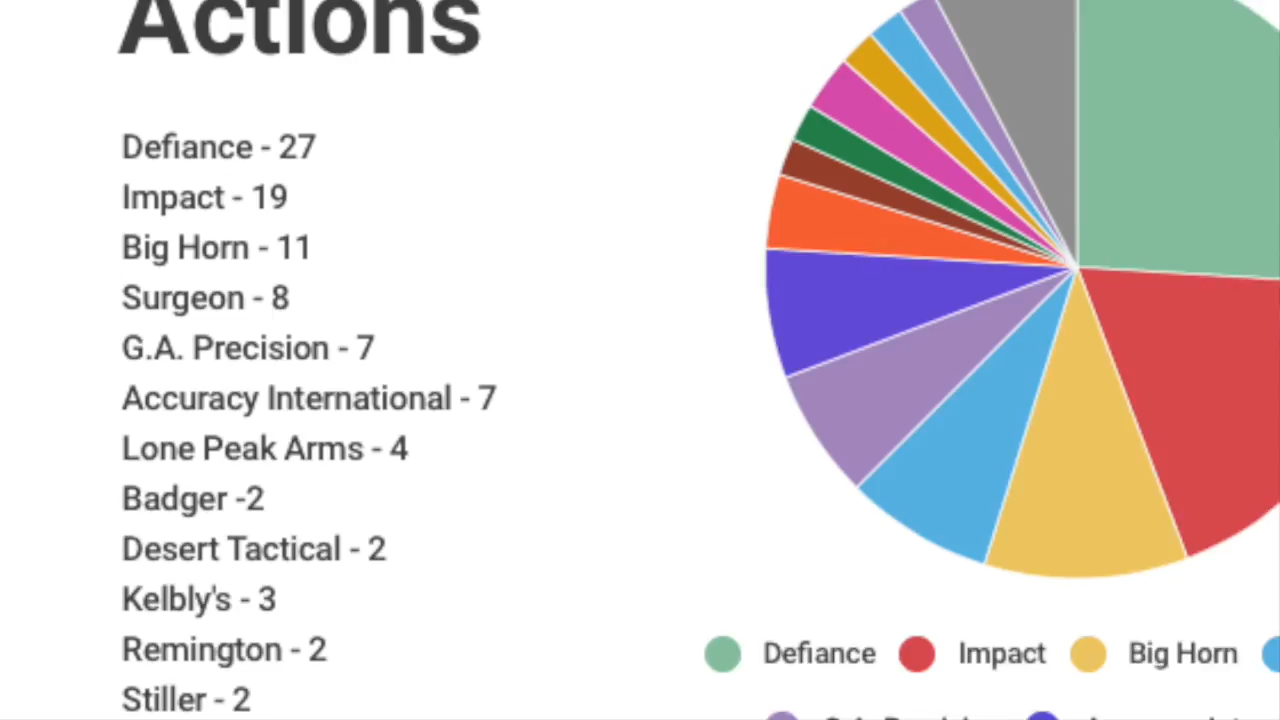 Actions
Defiance - 27
Impact - 19
Big Horn - 11
Surgeon - 8
G.A. Precision - 7
Accuracy International - 7
Lone Peak Arms - 4
Badger -2
Desert Tactical - 2
Kelbly's - 3
Remington - 2
Stiller - 2
Defiance Impact Big Horn